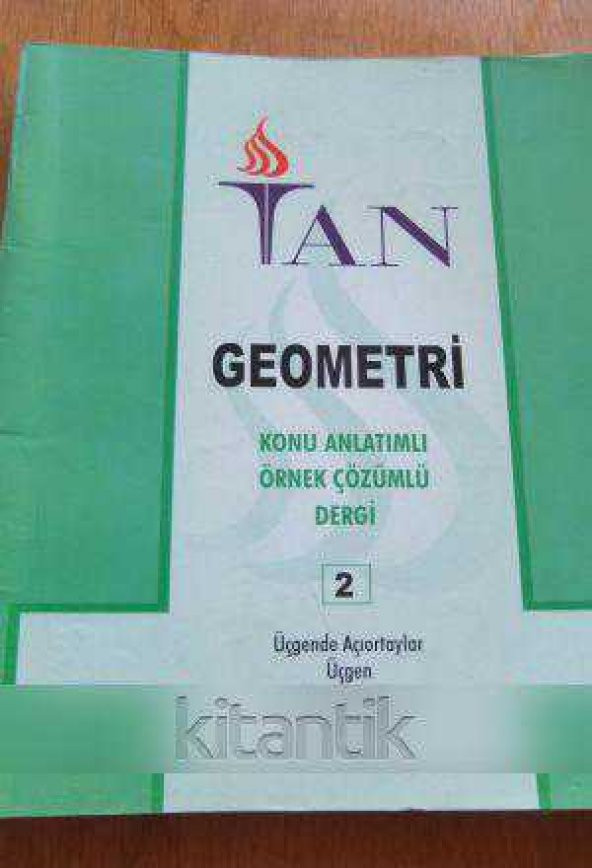 TAN
GEOMETRİ
KONU ANLATIMLI
ÖRNEK ÇÖZÜMLÜ
DERGİ
2
Üçgende Açıortaylar
Üçgen
kitantik